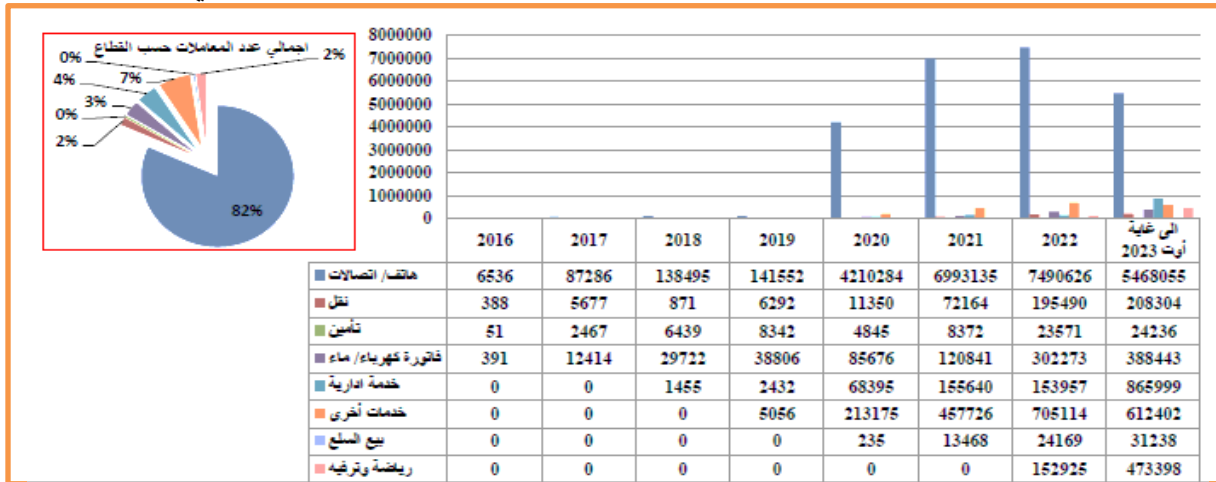 اجمالي عدد المعاملات حسب القطاع
0%
2%
7%
4%
3%
0%
2%
82%
8000000
7000000
6000000
5000000
4000000
3000000
2000000
1000000
0
2016 2017 2018 2019 2020 2021 2022 الى غاية أوت 2023
هاتف/ اتصالات 6536 87286 138495 141552 4210284 6993135 7490626 5468055
نقل 388 5677 871 6292 11350 72164 195490 208304
تأمين 51 2467 6439 8342 4845 8372 23571 24236
فاتورة كهرباء/ ماء 391 12414 29722 38806 85676 120841 302273 388443
خدمة ادارية 0 0 1455 2432 68395 155640 153957 865999
خدمات أخرى 0 0 0 5056 213175 457726 705114 612402
بيع السلع 0 0 0 0 235 13468 24169 31238
رياضة وترفيه 0 0 0 0 0 0 152925 473398